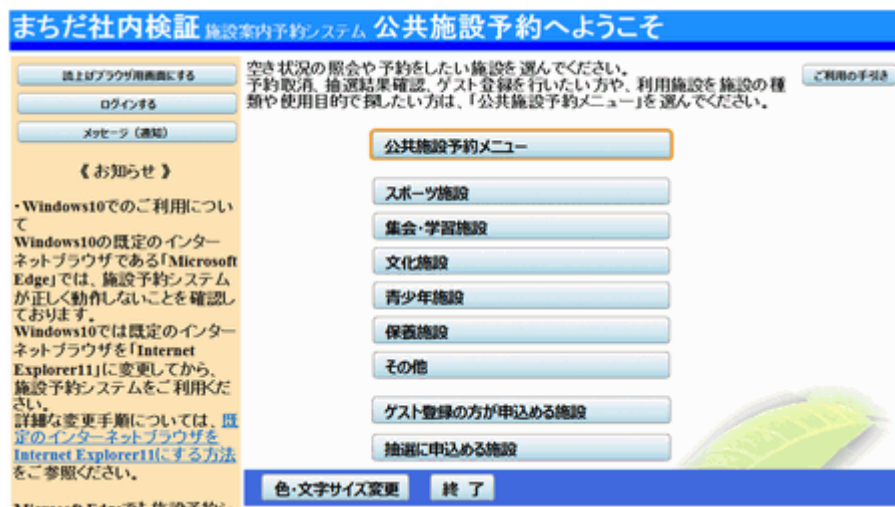 まちだ社内検証 施設案内予約システム 公共施設予約へようこそ
読上げブラウザ用画面にする
ログインする
メッセージ（通知）
《お知らせ》
・Windows10でのご利用につい
て
Windows10の既定のインター
ネットブラウザである「Microsoft
Edge」では、施設予約システム
が正しく動作しないことを確認し
ております。
Windows10では既定のインター
ネットブラウザを「Internet
Explorer11」に変更してから、
施設予約システムをご利用くだ
さい。
詳細な変更手順については、既
定のインターネットブラウザを
Internet Explorer11にする方法
をご参照ください。
空き状況の照会や予約をしたい施設を選んでください。
予約取消、抽選結果確認、ゲスト登録を行いたい方や、利用施設を施設の種
類や使用目的で探したい方は、「公共施設予約メニュー」を選んでください。
ご利用の手引き
公共施設予約メニュー
スポーツ施設
集会・学習施設
文化施設
青少年施設
保養施設
その他
ゲスト登録の方が申込める施設
抽選に申込める施設
色・文字サイズ変更
終 了